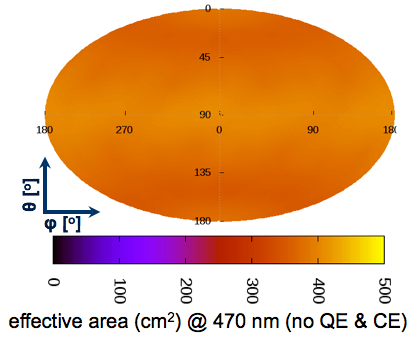 0
45
90
180 270 0 90 180
135
180
θ [º]
φ [º]
0 100 200 300 400 500
effective area (cm²) @ 470 nm (no QE & CE)